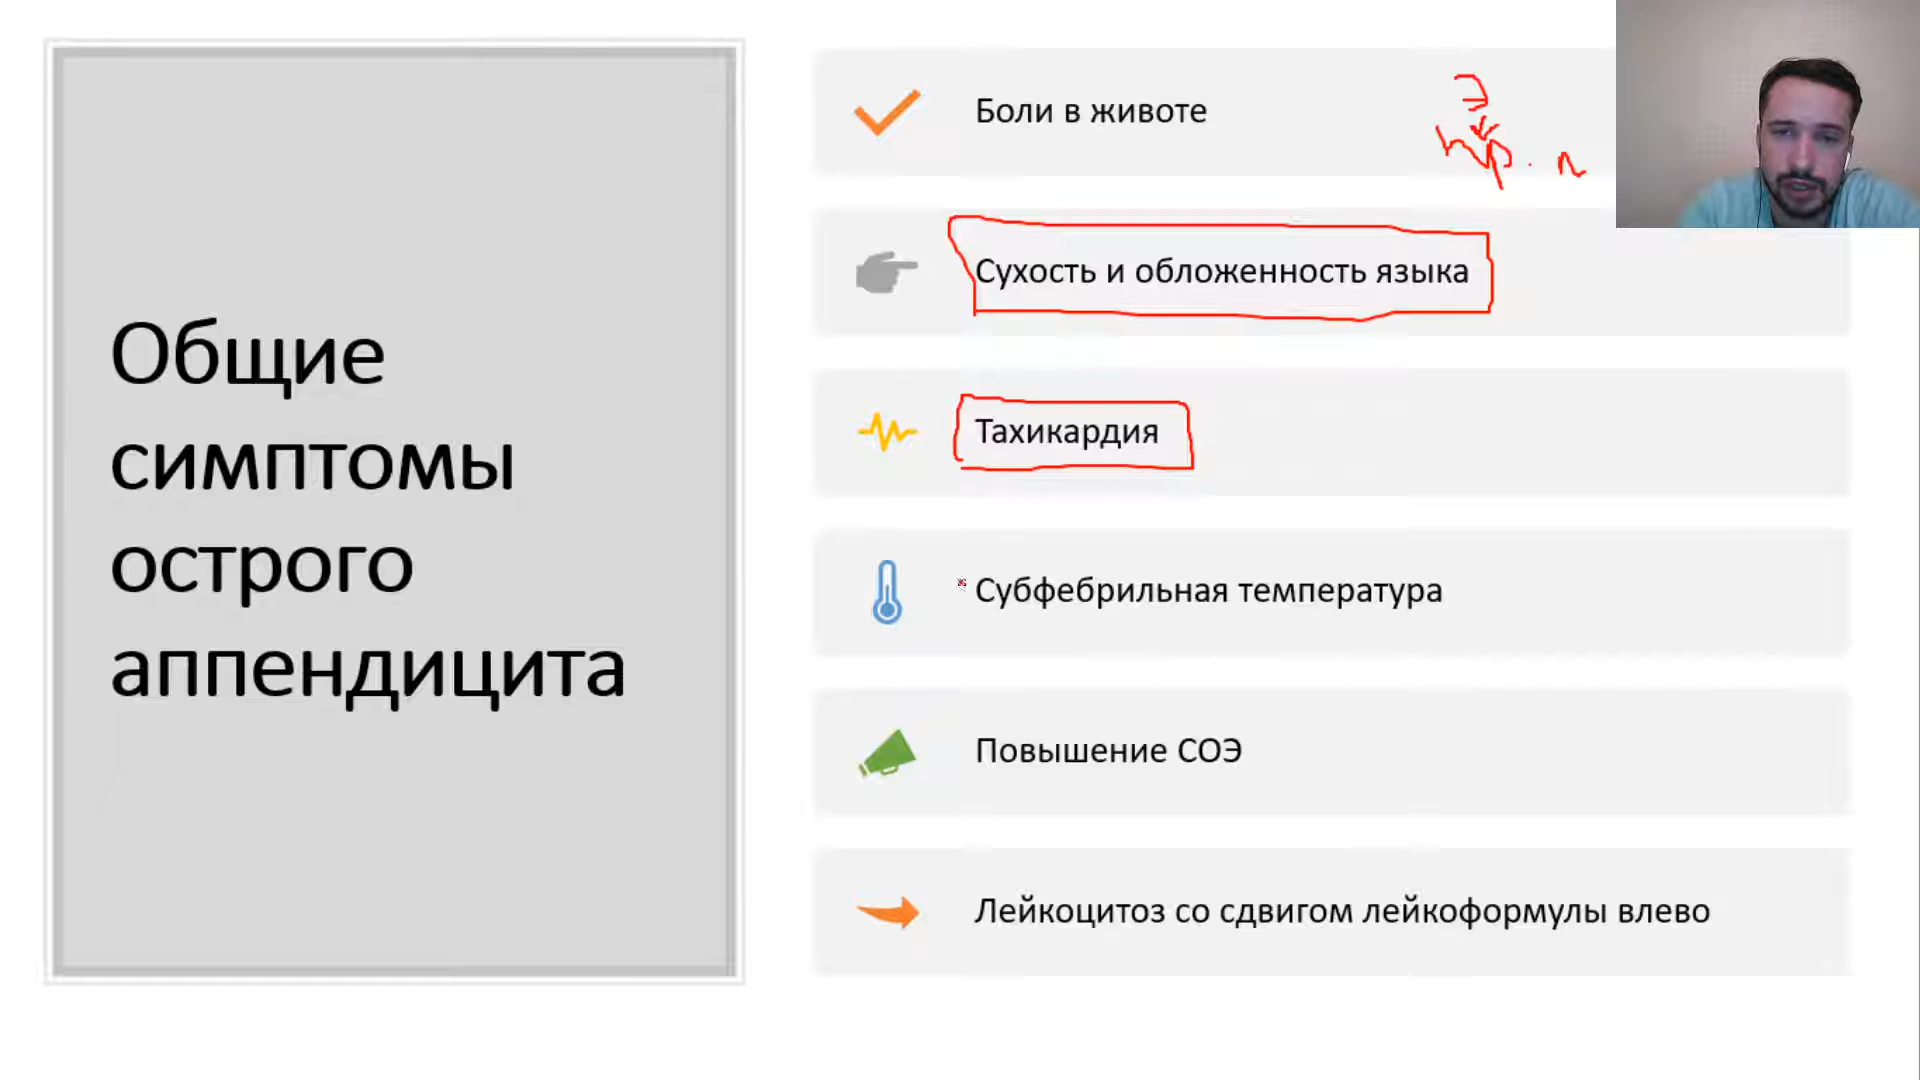 Общие
симптомы
острого
аппендицита
Боли в животе
Э
Сухость и обложенность языка
Тахикардия
Субфебрильная температура
Повышение СОЭ
Лейкоцитоз со сдвигом лейкоформулы влево